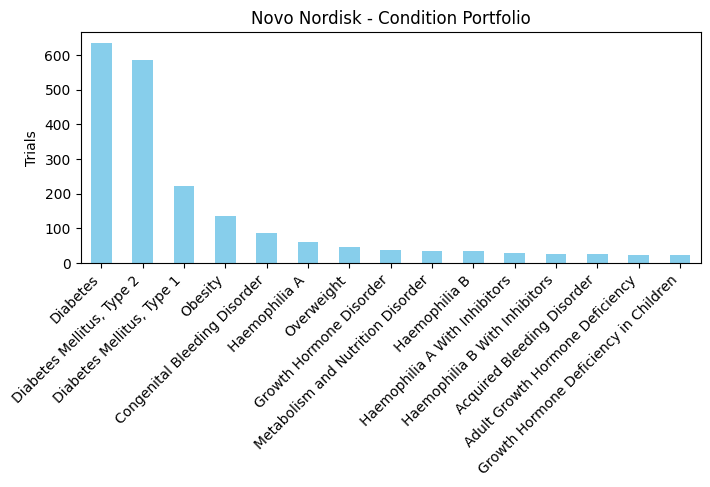 Novo Nordisk - Condition Portfolio
Trials
600
500
400
300
200
100
0
Diabetes
Diabetes Mellitus, Type 2
Diabetes Mellitus, Type 1
Obesity
Congenital Bleeding Disorder
Haemophilia A
Overweight
Growth Hormone Disorder
Metabolism and Nutrition Disorder
Haemophilia B
Haemophilia A With Inhibitors
Haemophilia B With Inhibitors
Acquired Bleeding Disorder
Adult Growth Hormone Deficiency
Growth Hormone Deficiency in Children